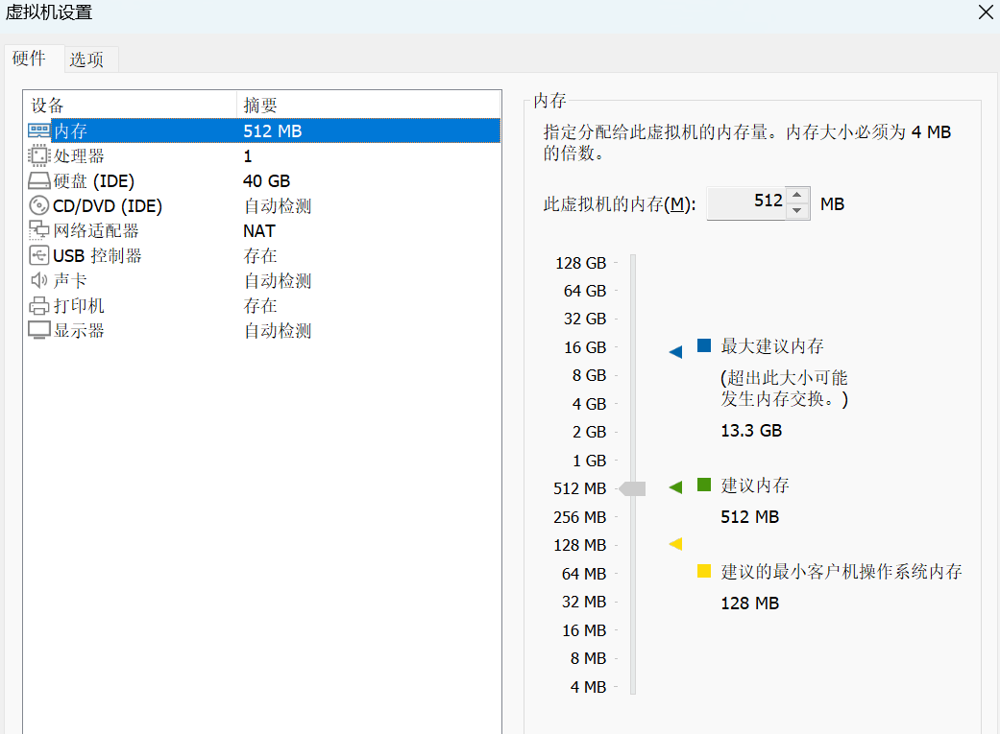 虚拟机设置
硬件 选项
设备 摘要
内存 512 MB
处理器 1
硬盘 (IDE) 40 GB
CD/DVD (IDE) 自动检测
网络适配器 NAT
USB 控制器 存在
声卡 自动检测
打印机 存在
显示器 自动检测
内存
指定分配给此虚拟机的内存量。内存大小必须为 4 MB
的倍数。
此虚拟机的内存(M): 512 MB
128 GB
64 GB
32 GB
16 GB
8 GB
4 GB
2 GB
1 GB
512 MB
256 MB
128 MB
64 MB
32 MB
16 MB
8 MB
4 MB
最大建议内存
(超出此大小可能
发生内存交换。)
13.3 GB
建议内存
512 MB
建议的最小客户机操作系统内存
128 MB